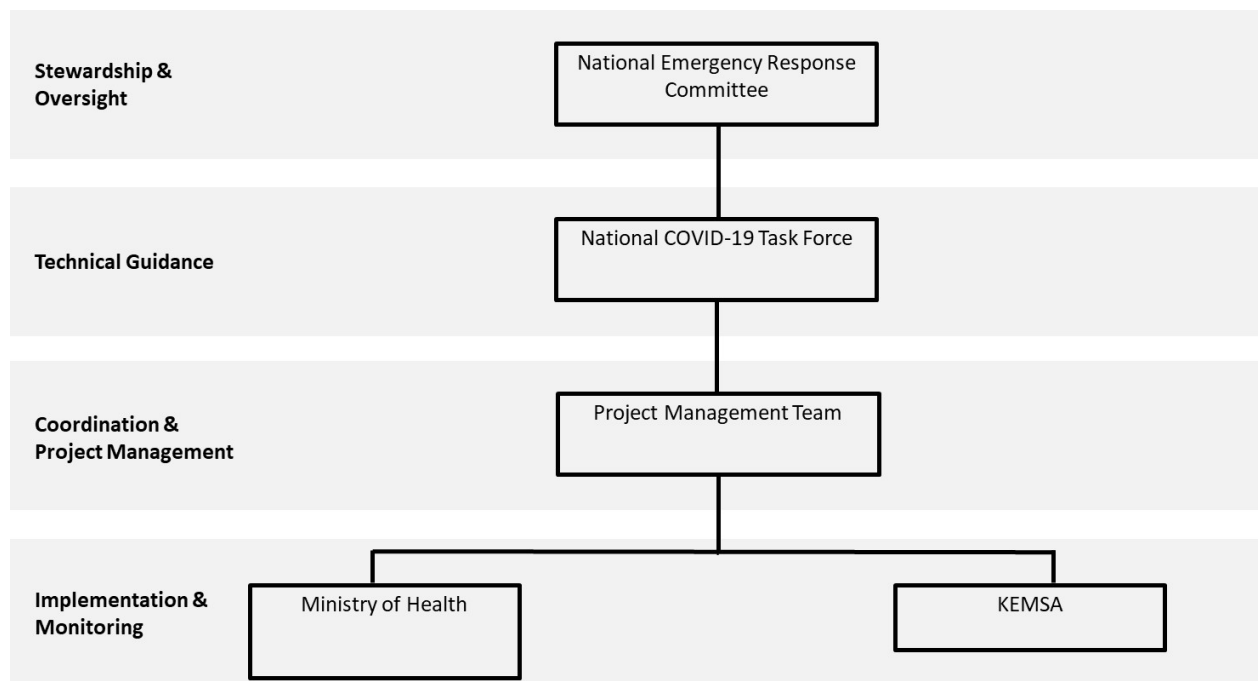 Stewardship &
Oversight
National Emergency Response
Committee
Technical Guidance
National COVID-19 Task Force
Coordination &
Project Management
Project Management Team
Implementation &
Monitoring
Ministry of Health
KEMSA